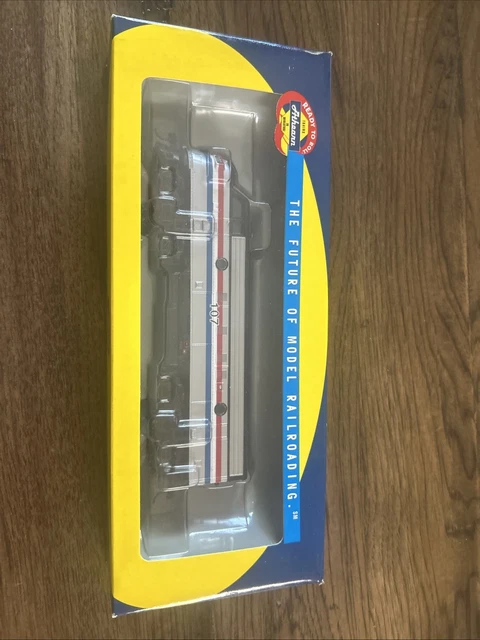 READY TO ROLL
Athearn
THE FUTURE OF MODEL RAILROADING.℠
107